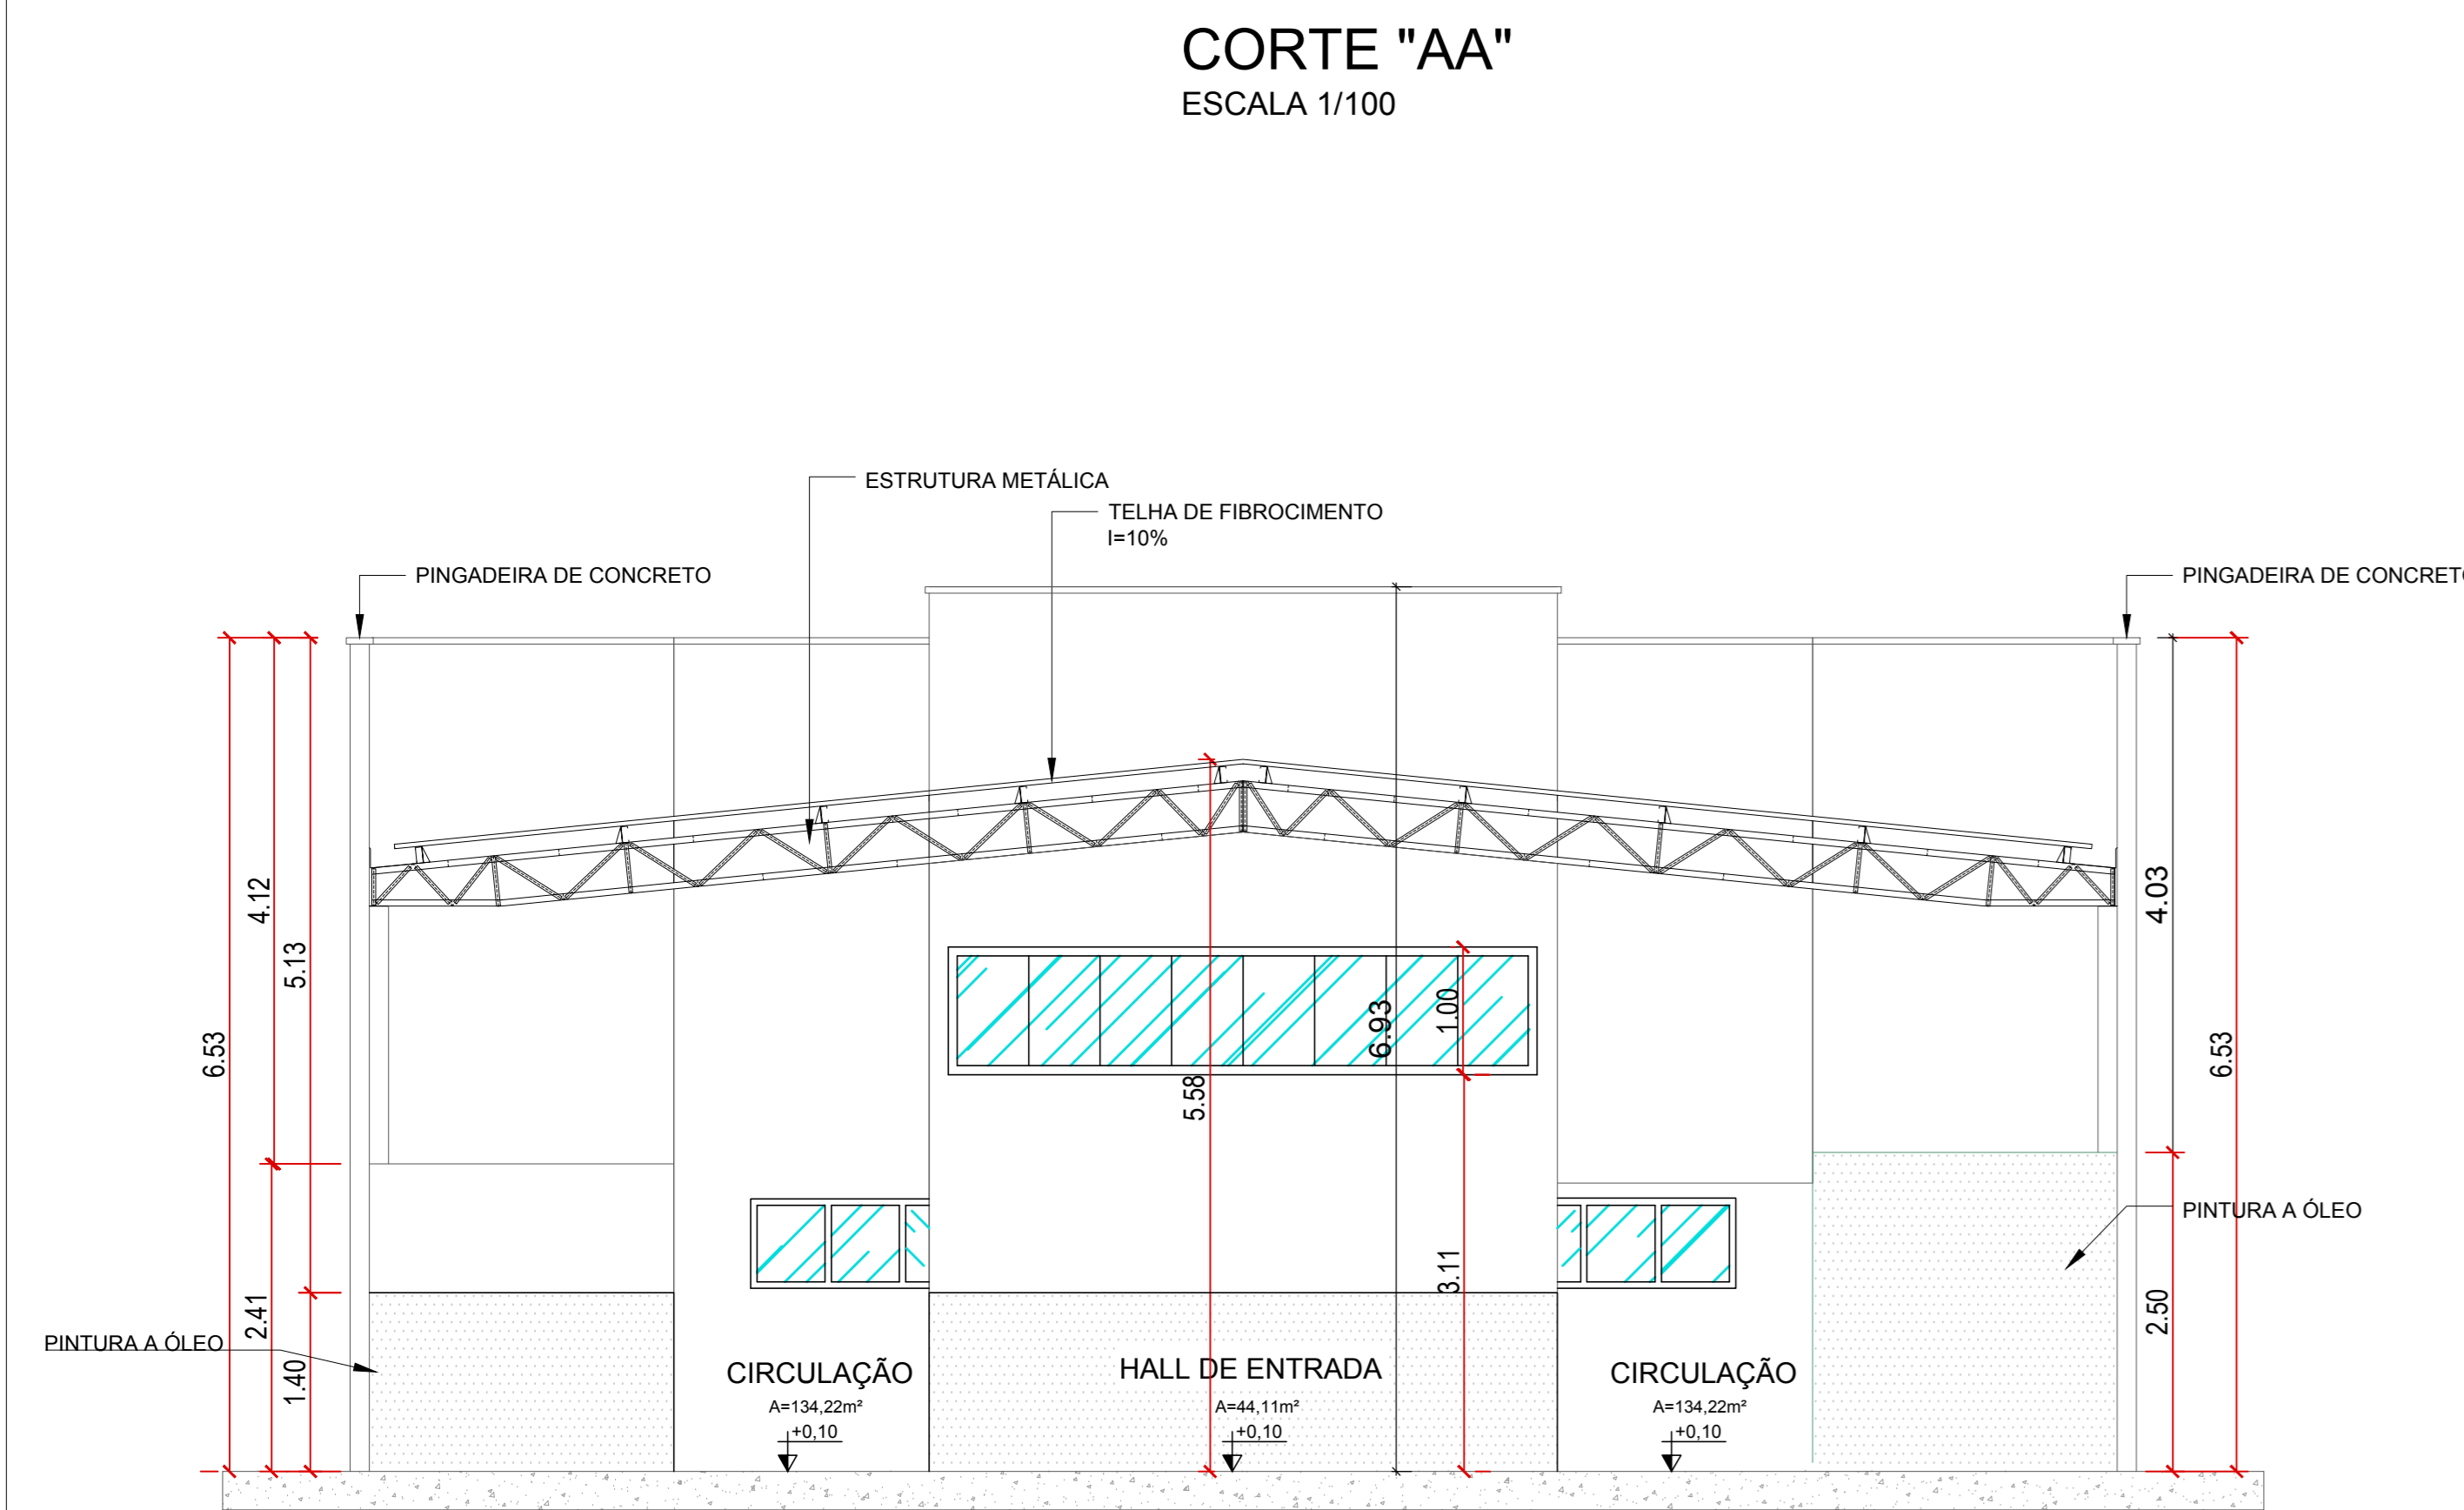 CORTE "AA"
ESCALA 1/100
ESTRUTURA METÁLICA
TELHA DE FIBROCIMENTO
I=10%
PINGADEIRA DE CONCRETO
PINGADEIRA DE CONCRETO
4.12
4.03
5.13
6.53
6.93
1.00
6.53
5.58
PINTURA A ÓLEO
3.11
2.41
2.50
PINTURA A ÓLEO
1.40
CIRCULAÇÃO
A=134,22m²
+0,10
HALL DE ENTRADA
A=44,11m²
+0,10
CIRCULAÇÃO
A=134,22m²
+0,10